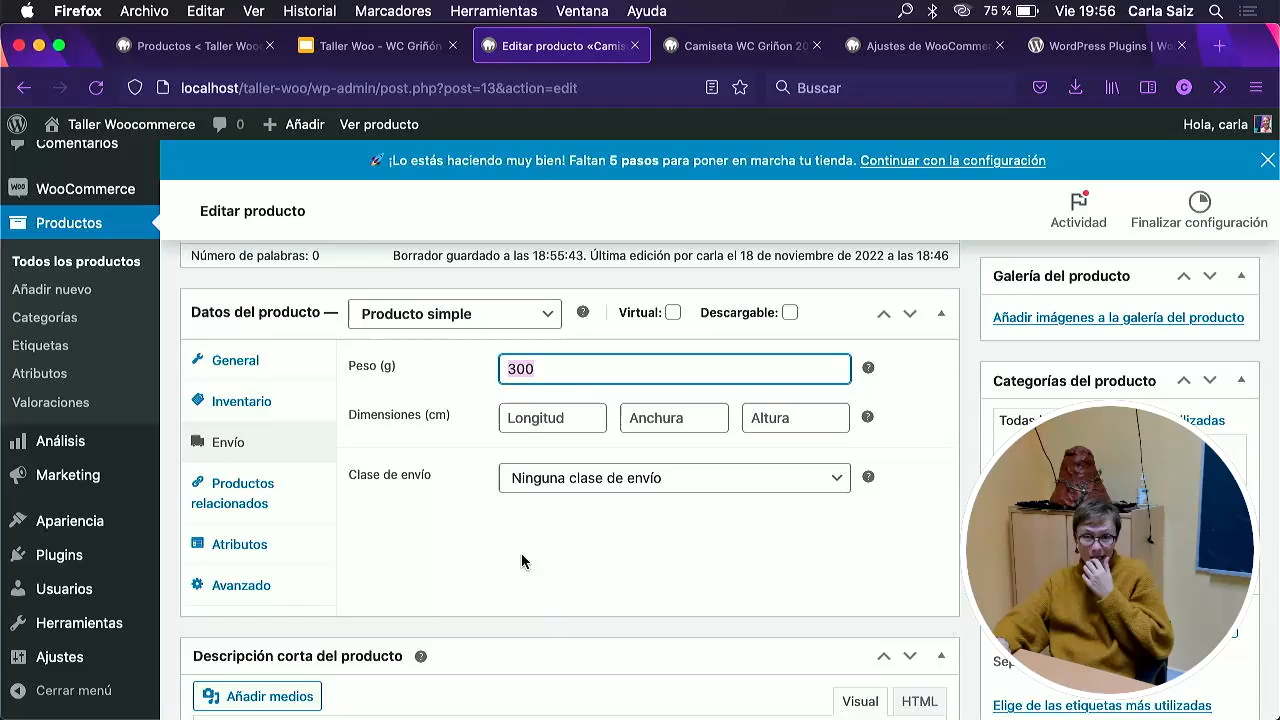 Firefox Archivo Editar Ver Historial Marcadores Herramientas Ventana Ayuda 75 % Vie 19:56 Carla Saiz
Productos < Taller Woo
Taller Woo - WC Griñón
Editar producto «Camis
Camiseta WC Griñon 20
Ajustes de WooCommer
WordPress Plugins | Wo
localhost/taller-woo/wp-admin/post.php?post=13&action=edit
Buscar
Taller Woocommerce 0 Añadir Ver producto Hola, carla
Comentarios
WooCommerce
Productos
Todos los productos
Añadir nuevo
Categorías
Etiquetas
Atributos
Valoraciones
Análisis
Marketing
Apariencia
Plugins
Usuarios
Herramientas
Ajustes
Cerrar menú
¡Lo estás haciendo muy bien! Faltan 5 pasos para poner en marcha tu tienda. Continuar con la configuración
Editar producto
Actividad
Finalizar configuración
Número de palabras: 0
Borrador guardado a las 18:55:43. Última edición por carla el 18 de noviembre de 2022 a las 18:46
Datos del producto — Producto simple Virtual: Descargable:
General
Inventario
Envío
Productos relacionados
Atributos
Avanzado
Peso (g) 300
Dimensiones (cm) Longitud Anchura Altura
Clase de envío Ninguna clase de envío
Descripción corta del producto
Añadir medios
Visual HTML
Galería del producto
Añadir imágenes a la galería del producto
Categorías del producto
Elige de las etiquetas más utilizadas